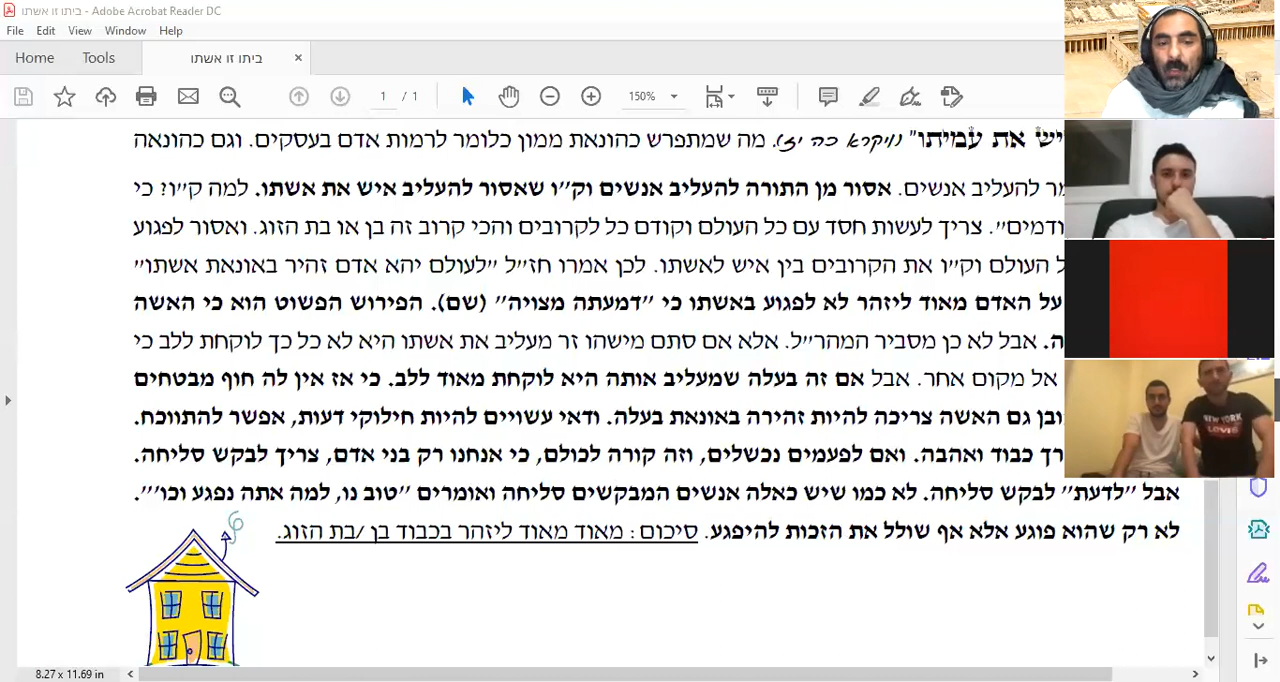 ביתו זו אשתו - Adobe Acrobat Reader DC
File Edit View Window Help
Home Tools ביתו זו אשתו ×
1 / 1 150%
יש את עמיתו" (ויקרא כה יז). מה שמתפרש כהונאת ממון כלומר לרמות אדם בעסקים. וגם כהונאה
מר להעליב אנשים. אסור מן התורה להעליב אנשים וק"ו שאסור להעליב איש את אשתו. למה ק"ו? כי
ודמים". צריך לעשות חסד עם כל העולם וקודם כל לקרובים והכי קרוב זה בן או בת הזוג. ואסור לפגוע
ל העולם וק"ו את הקרובים בין איש לאשתו. לכן אמרו חז"ל "לעולם יהא אדם זהיר באונאת אשתו"
על האדם מאוד ליזהר לא לפגוע באשתו כי "דמעתה מצויה" (שם). הפירוש הפשוט הוא כי האשה
ה. אבל לא כן מסביר המהר"ל. אלא אם סתם מישהו זר מעליב את אשתו היא לא כל כך לוקחת ללב כי
אל מקום אחר. אבל אם זה בעלה שמעליב אותה היא לוקחת מאוד ללב. כי אז אין לה חוף מבטחים
ובן גם האשה צריכה להיות זהירה באונאת בעלה. ודאי עשויים להיות חילוקי דעות, אפשר להתווכח.
רך כבוד ואהבה. ואם לפעמים נכשלים, וזה קורה לכולם, כי אנחנו רק בני אדם, צריך לבקש סליחה.
אבל "לדעת" לבקש סליחה. לא כמו שיש כאלה אנשים המבקשים סליחה ואומרים "טוב נו, למה אתה נפגע וכו'".
לא רק שהוא פוגע אלא אף שולל את הזכות להיפגע. סיכום: מאוד מאוד ליזהר בכבוד בן /בת הזוג.
NEW YORK
LEVIS
8.27 x 11.69 in